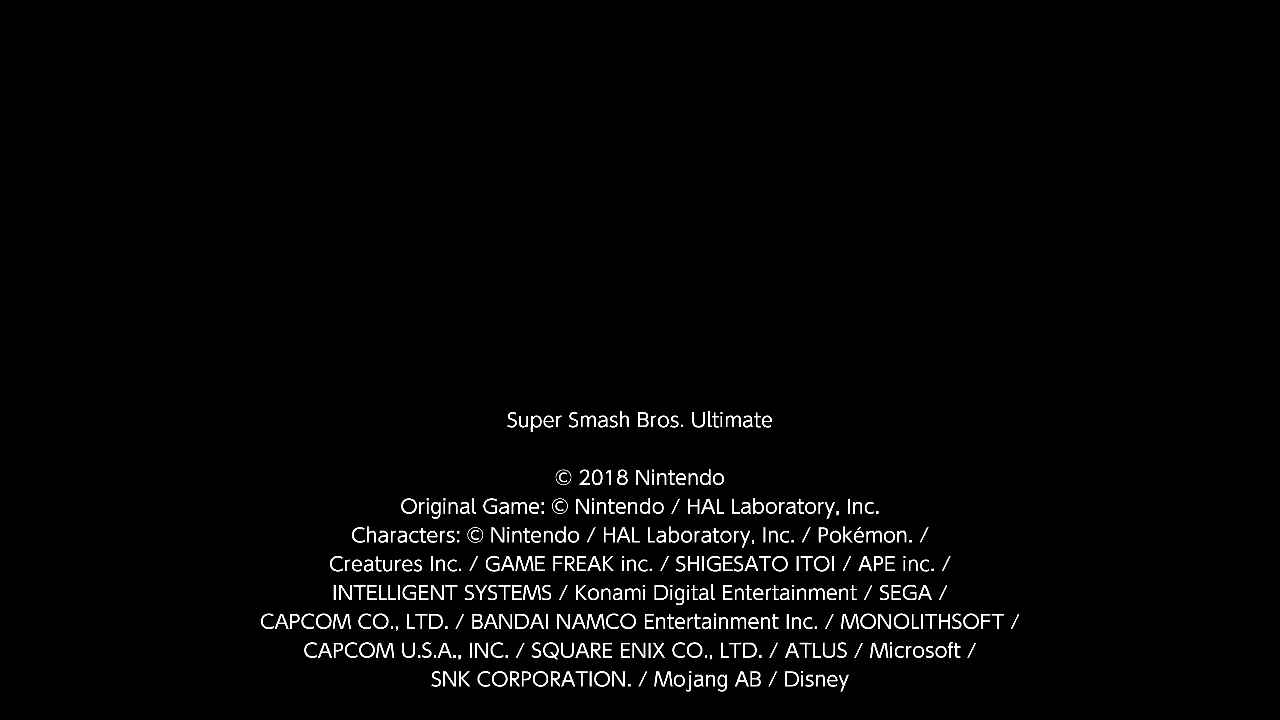 Super Smash Bros. Ultimate
© 2018 Nintendo
Original Game: © Nintendo / HAL Laboratory, Inc.
Characters: © Nintendo / HAL Laboratory, Inc. / Pokémon. /
Creatures Inc. / GAME FREAK inc. / SHIGESATO ITOI / APE inc. /
INTELLIGENT SYSTEMS / Konami Digital Entertainment / SEGA /
CAPCOM CO., LTD. / BANDAI NAMCO Entertainment Inc. / MONOLITHSOFT /
CAPCOM U.S.A., INC. / SQUARE ENIX CO., LTD. / ATLUS / Microsoft /
SNK CORPORATION. / Mojang AB / Disney